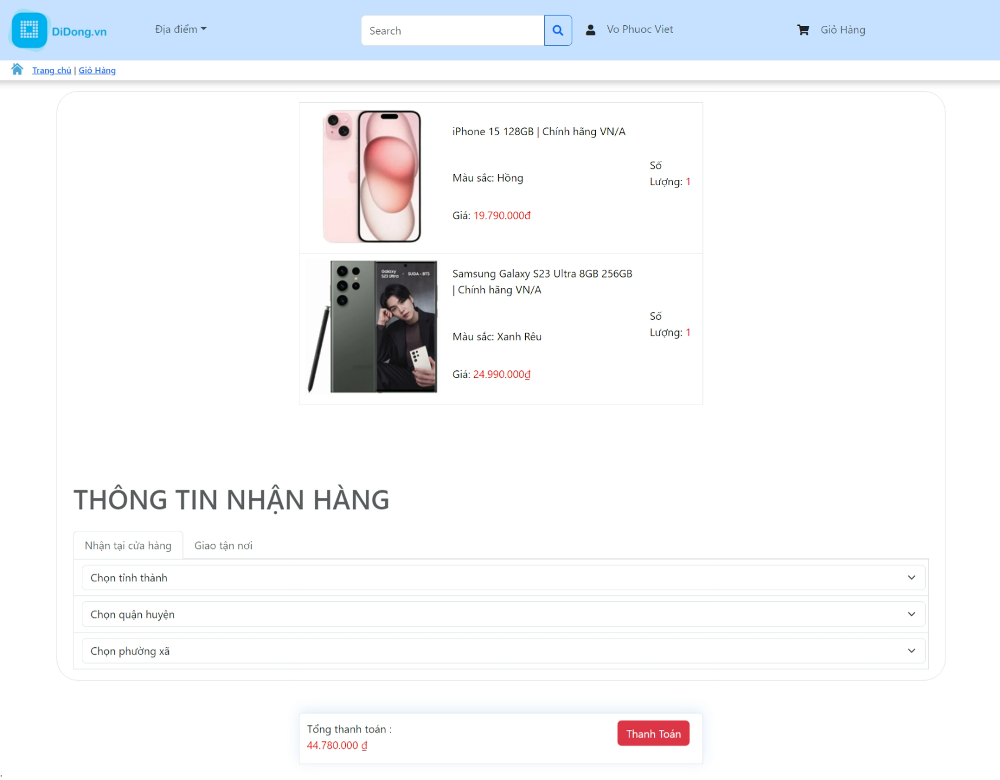 DiDong.vn
Địa điểm
Search
Vo Phuoc Viet
Giỏ Hàng
Trang chủ | Giỏ Hàng
iPhone 15 128GB | Chính hãng VN/A
Màu sắc: Hồng
Giá: 19.790.000đ
Số
Lượng: 1
Galaxy
S23 Ultra
SUGA - BTS
Samsung Galaxy S23 Ultra 8GB 256GB
| Chính hãng VN/A
Màu sắc: Xanh Rêu
Giá: 24.990.000₫
Số
Lượng: 1
THÔNG TIN NHẬN HÀNG
Nhận tại cửa hàng
Giao tận nơi
Chọn tỉnh thành
Chọn quận huyện
Chọn phường xã
Tổng thanh toán :
44.780.000 ₫
Thanh Toán
.